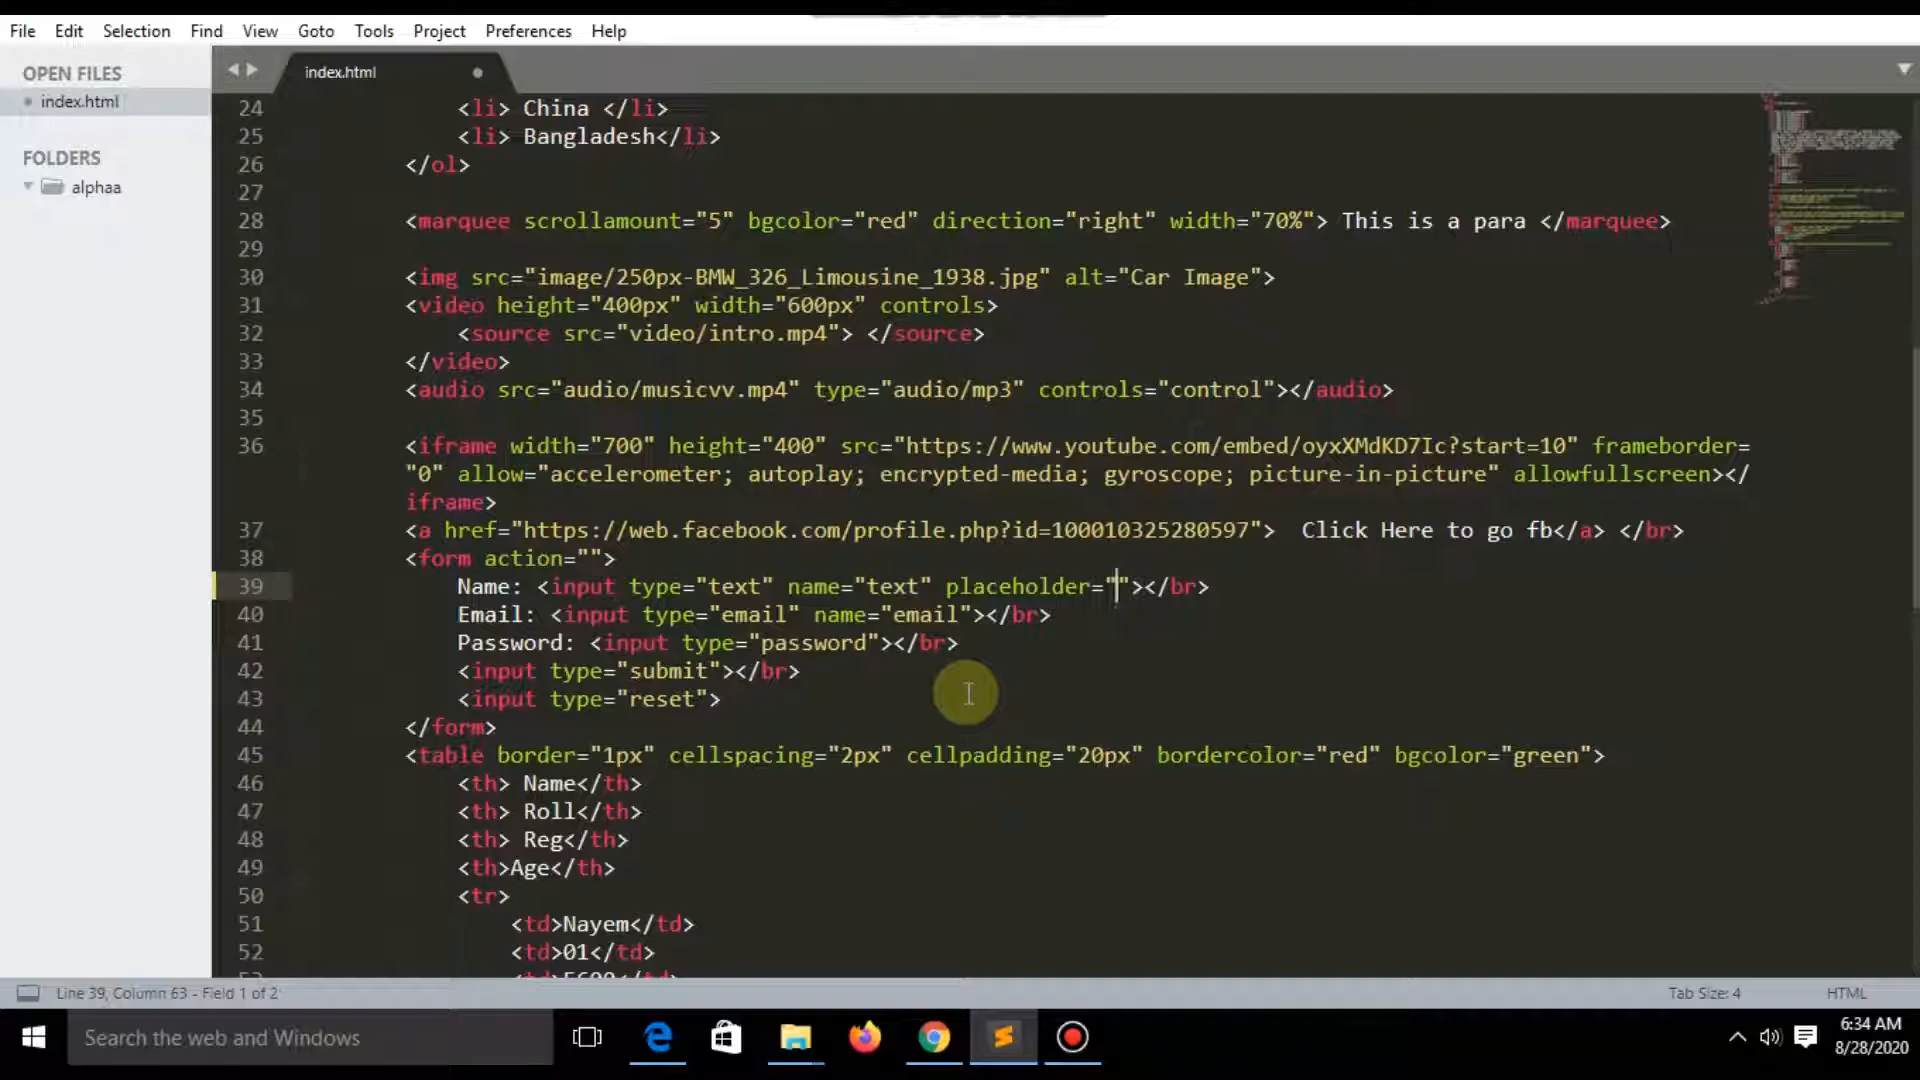 File Edit Selection Find View Goto Tools Project Preferences Help
OPEN FILES
index.html
FOLDERS
alphaa
index.html
24 <li> China </li>
25 <li> Bangladesh</li>
26 </ol>
27
28 <marquee scrollamount="5" bgcolor="red" direction="right" width="70%"> This is a para </marquee>
29
30 <img src="image/250px-BMW_326_Limousine_1938.jpg" alt="Car Image">
31 <video height="400px" width="600px" controls>
32 <source src="video/intro.mp4"> </source>
33 </video>
34 <audio src="audio/musicvv.mp4" type="audio/mp3" controls="control"></audio>
35
36 <iframe width="700" height="400" src="https://www.youtube.com/embed/oyxXMdKD7Ic?start=10" frameborder=
"0" allow="accelerometer; autoplay; encrypted-media; gyroscope; picture-in-picture" allowfullscreen></
iframe>
37 <a href="https://web.facebook.com/profile.php?id=100010325280597">  Click Here to go fb</a> </br>
38 <form action="">
39 Name: <input type="text" name="text" placeholder=""></br>
40 Email: <input type="email" name="email"></br>
41 Password: <input type="password"></br>
42 <input type="submit"></br>
43 <input type="reset">
44 </form>
45 <table border="1px" cellspacing="2px" cellpadding="20px" bordercolor="red" bgcolor="green">
46 <th> Name</th>
47 <th> Roll</th>
48 <th> Reg</th>
49 <th>Age</th>
50 <tr>
51 <td>Nayem</td>
52 <td>01</td>
Line 39, Column 63 - Field 1 of 2
Tab Size: 4
HTML
Search the web and Windows
6:34 AM
8/28/2020